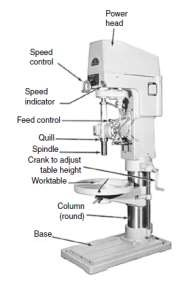 Power
head
Speed
control
Speed
indicator
Feed control
Quill
Spindle
Crank to adjust
table height
Worktable
Column
(round)
Base